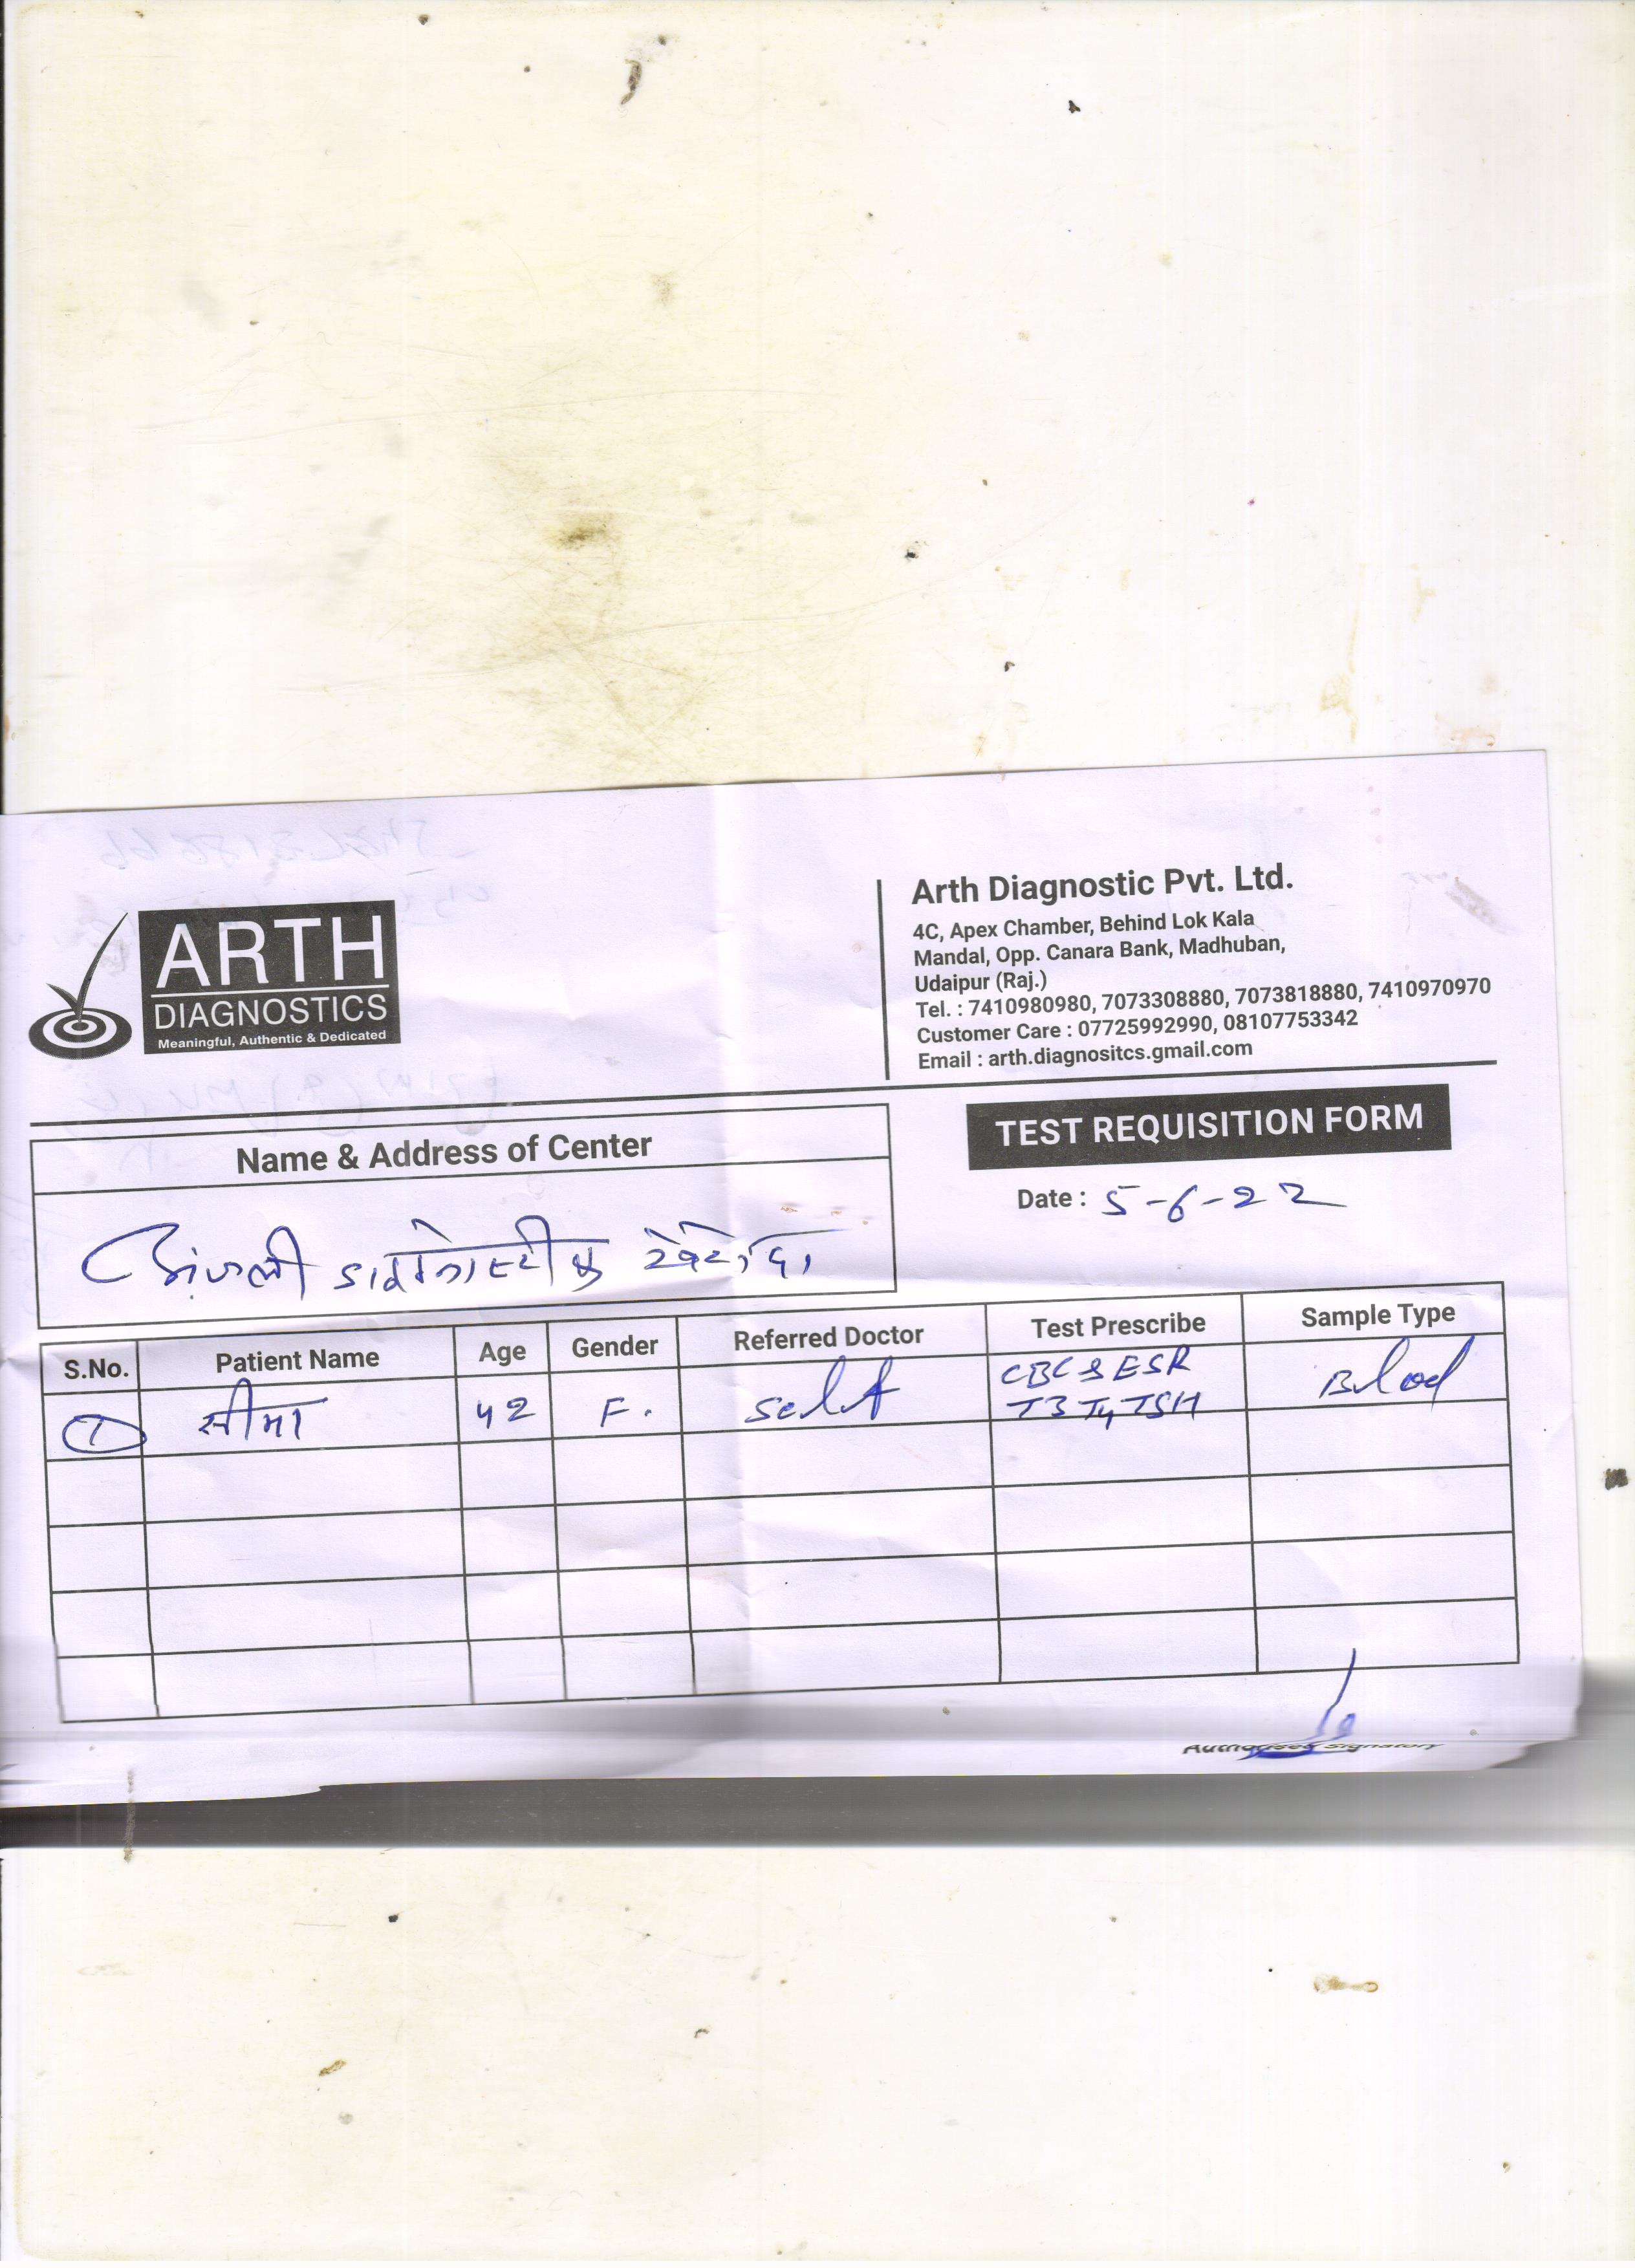 ARTH
DIAGNOSTICS
Meaningful, Authentic & Dedicated
Arth Diagnostic Pvt. Ltd.
4C, Apex Chamber, Behind Lok Kala
Mandal, Opp. Canara Bank, Madhuban,
Udaipur (Raj.)
Tel. : 7410980980, 7073308880, 7073818880, 7410970970
Customer Care : 07725992990, 08107753342
Email : arth.diagnositcs.gmail.com
TEST REQUISITION FORM
Date : 5-6-22
Name & Address of Center
अंजली
S.No. Patient Name Age Gender Referred Doctor Test Prescribe Sample Type
1 सीमा 42 F. Self CBC & ESR Blood
T3 T4 TSH
Authorised Signatory